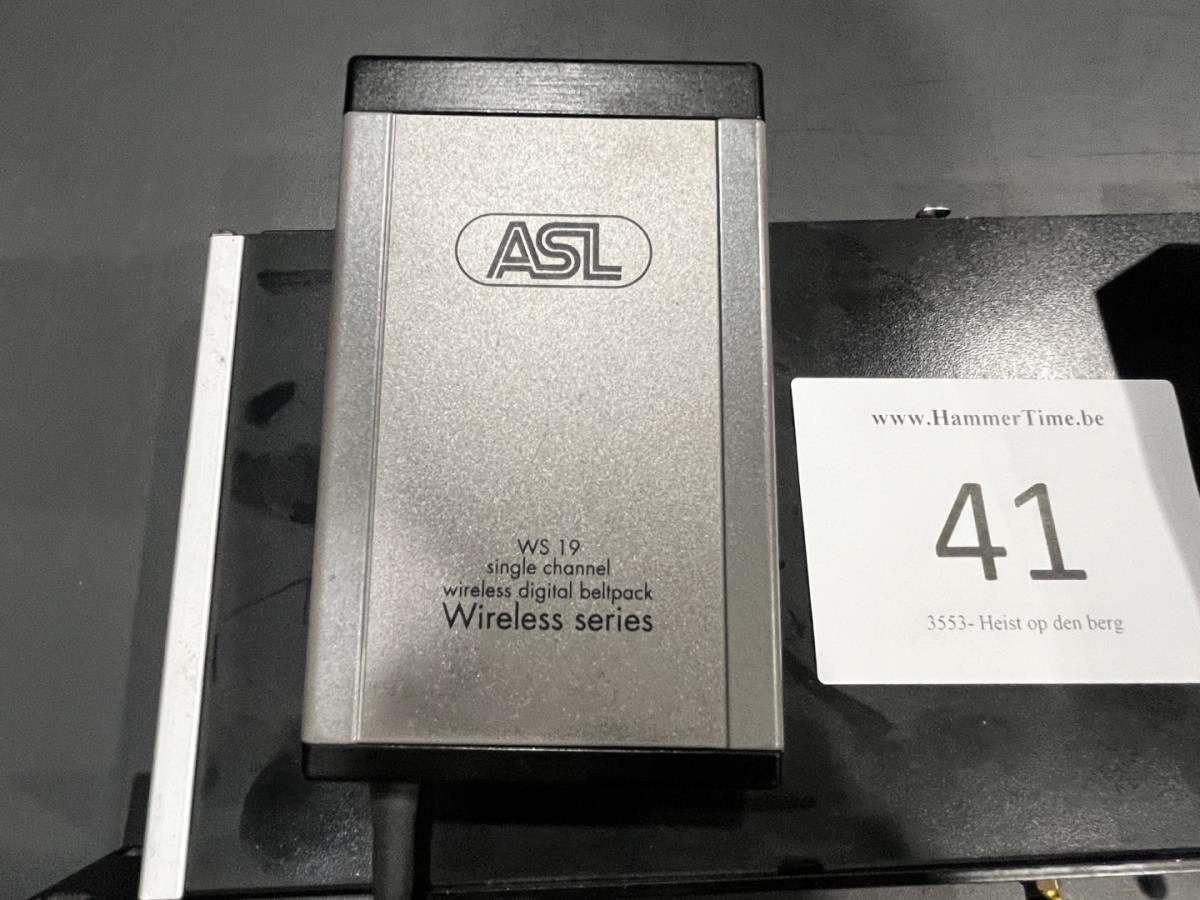 ASL
WS 19
single channel
wireless digital beltpack
Wireless series
www.HammerTime.be
41
3553- Heist op den berg